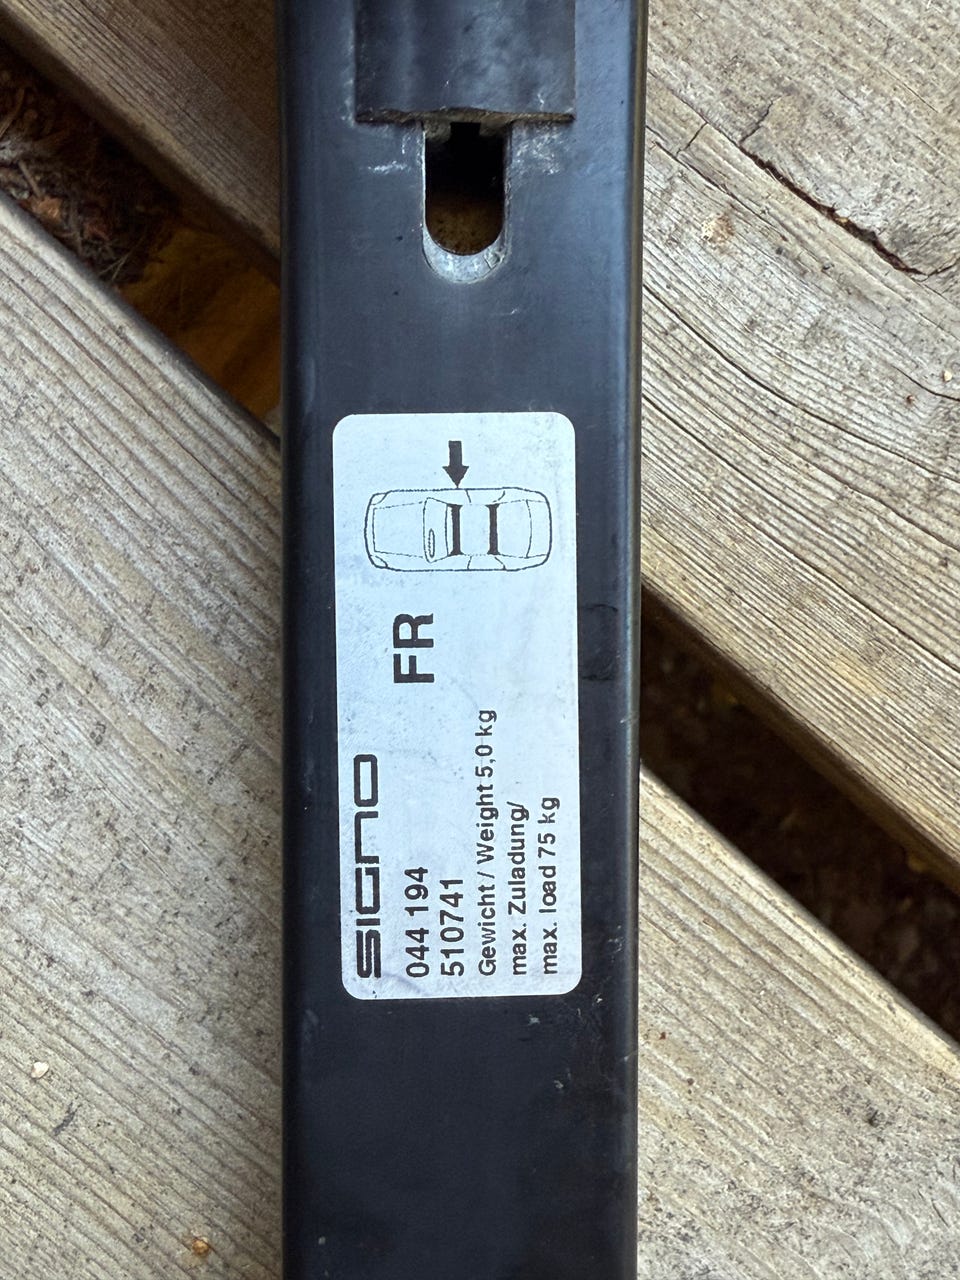 SIGNO
FR
044 194
510741
Gewicht / Weight 5,0 kg
max. Zuladung/
max. load 75 kg